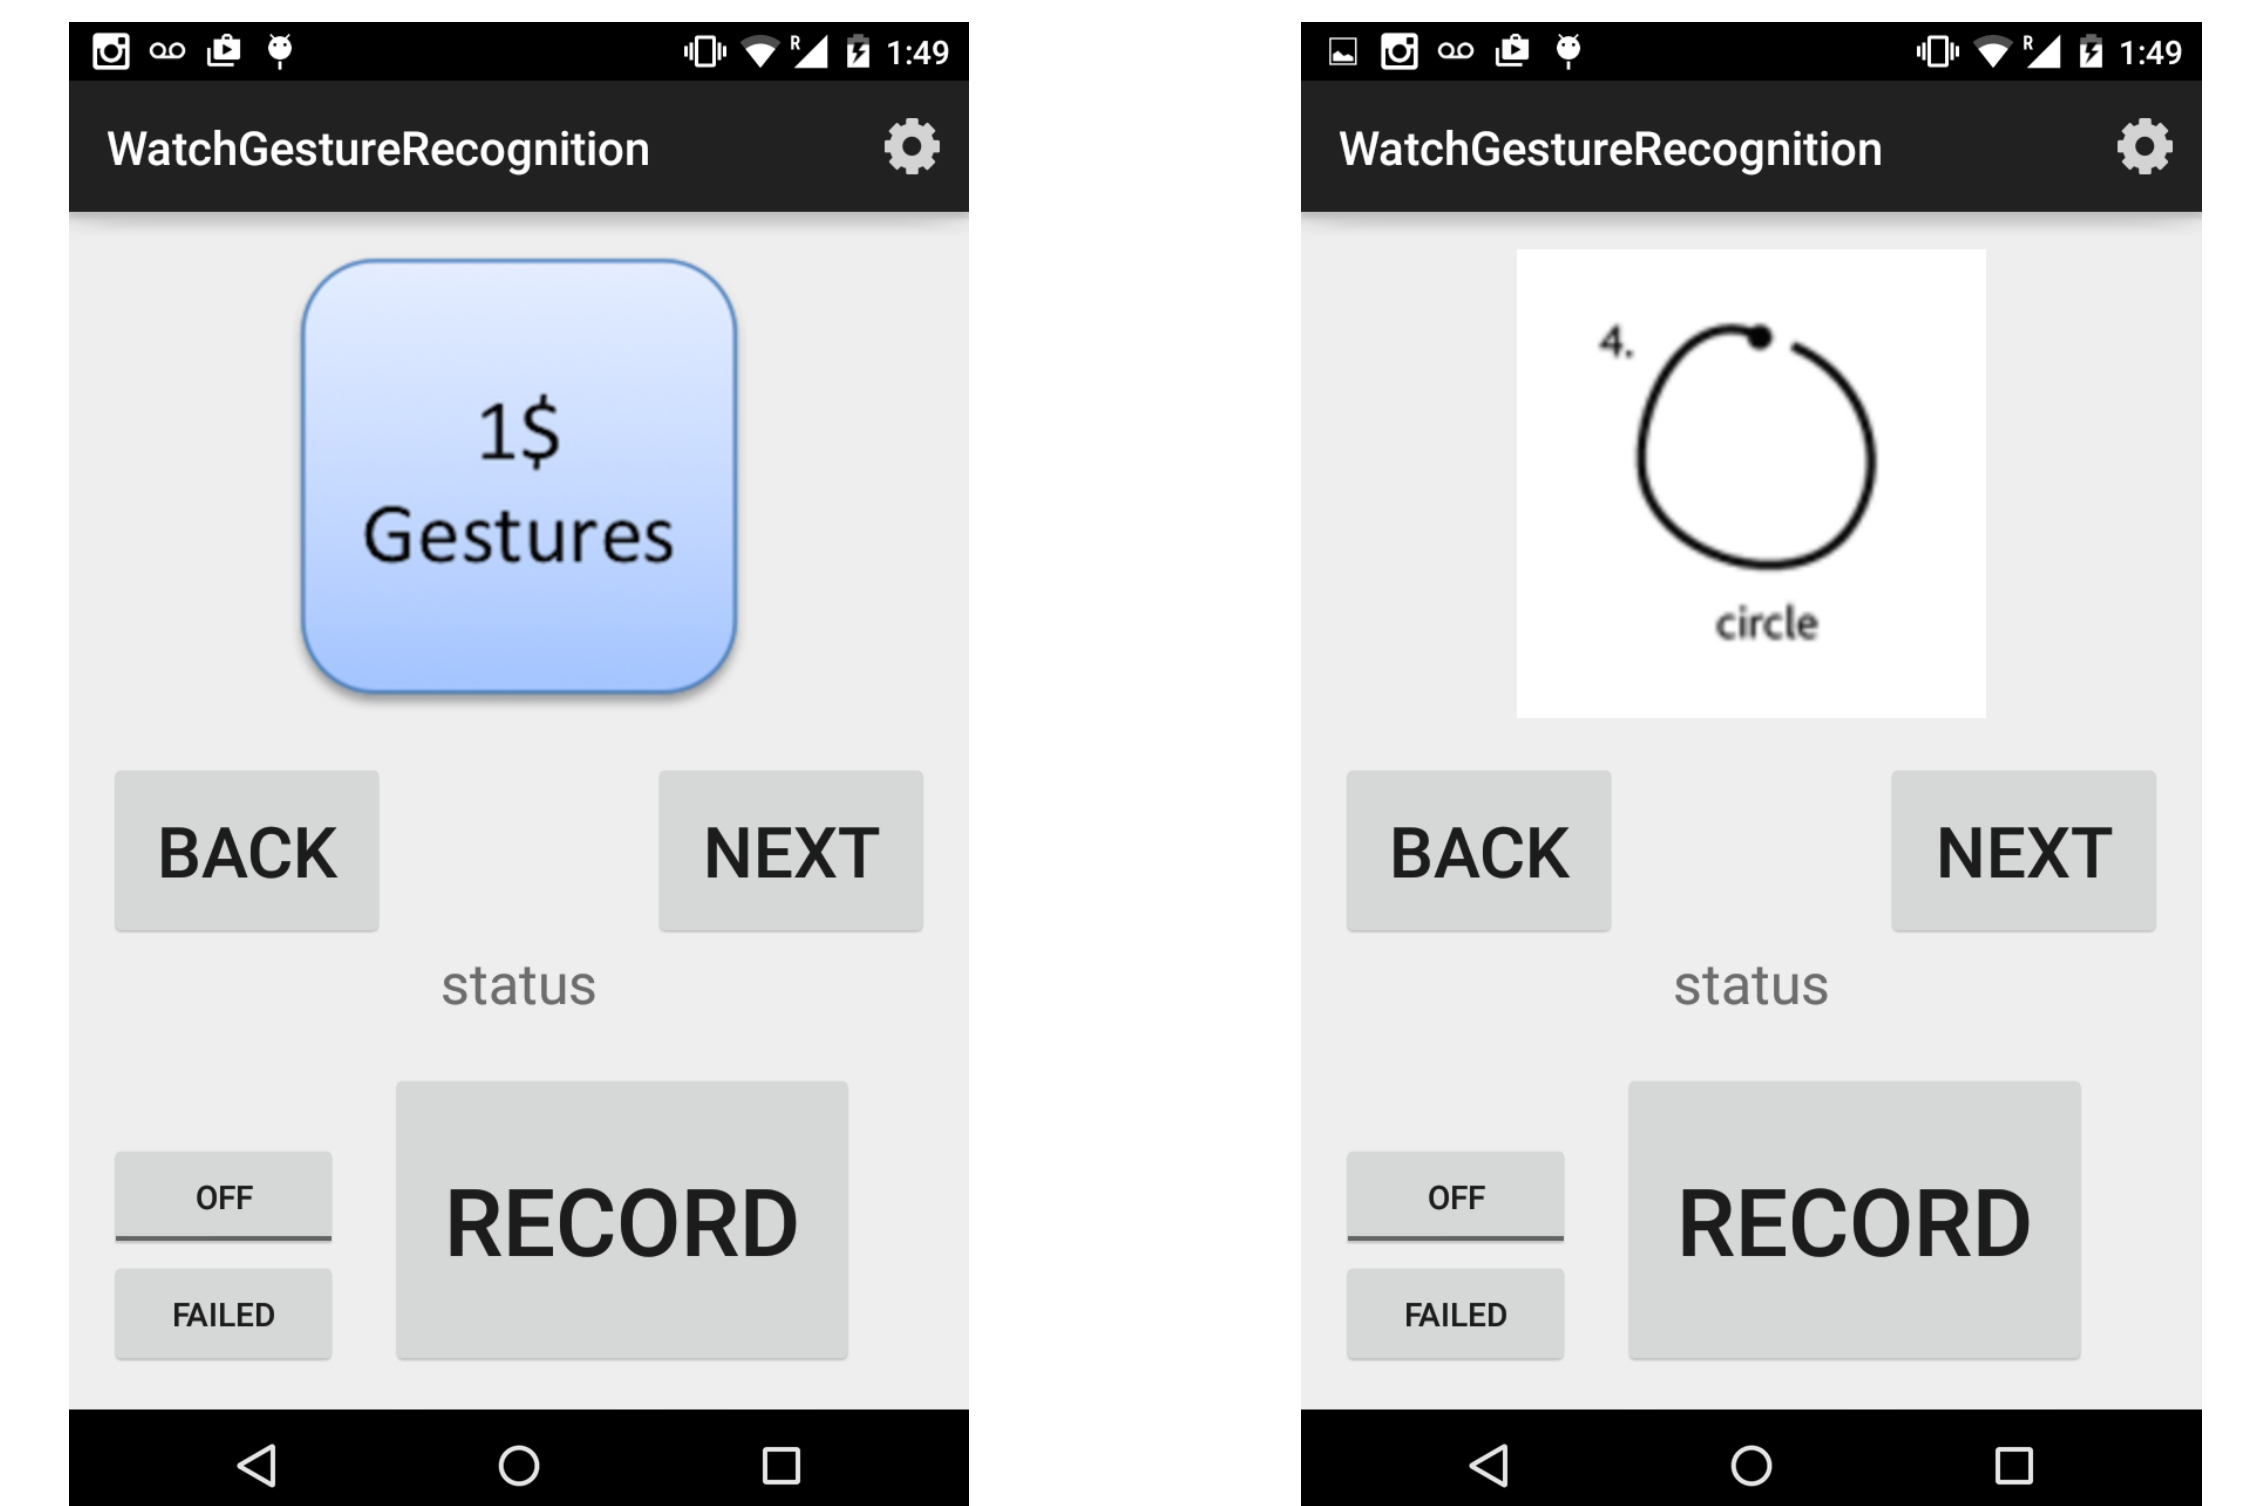 R 1:49
WatchGestureRecognition
1$
Gestures
BACK NEXT
status
OFF
RECORD
FAILED
R 1:49
WatchGestureRecognition
4.
circle
BACK NEXT
status
OFF
RECORD
FAILED